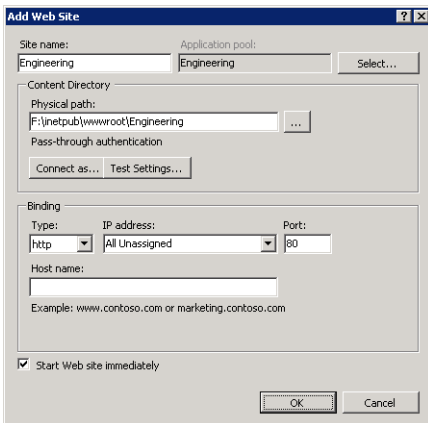 Add Web Site
Site name: Application pool:
Engineering Engineering Select...
Content Directory
Physical path:
F:\inetpub\wwwroot\Engineering ...
Pass-through authentication
Connect as... Test Settings...
Binding
Type: IP address: Port:
http All Unassigned 80
Host name:
Example: www.contoso.com or marketing.contoso.com
Start Web site immediately
OK Cancel